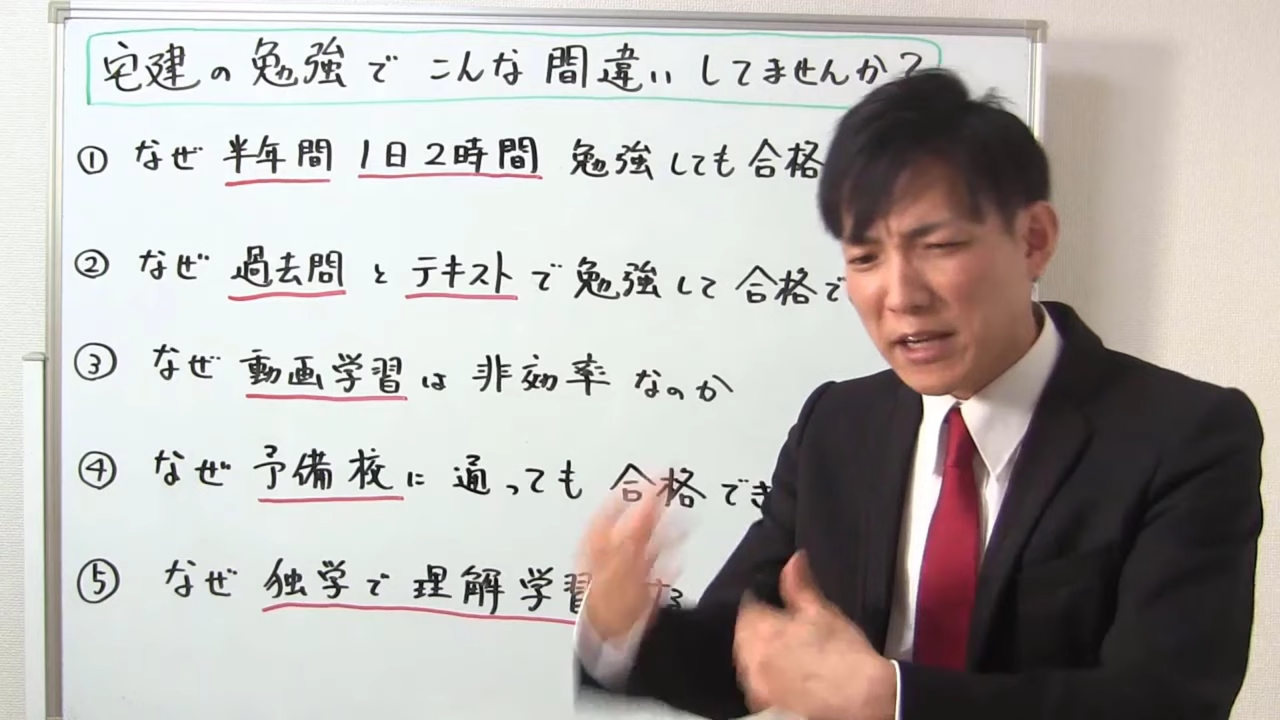 宅建の勉強でこんな間違いしてませんか?
① なぜ 半年間 1日2時間 勉強しても合格
② なぜ 過去問とテキストで勉強して合格で
③ なぜ 動画学習は非効率なのか
④ なぜ 予備校に通っても合格でき
⑤ なぜ 独学で理解学習する